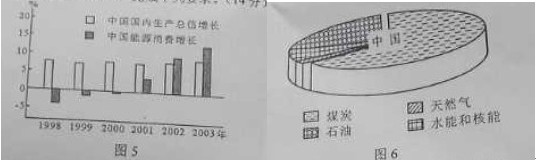 (14分)
%
20
15
10
5
0
-5
中国国内生产总值增长
中国能源消费增长
1998 1999 2000 2001 2002 2003年
图5
中国
煤炭
石油
天然气
水能和核能
图6